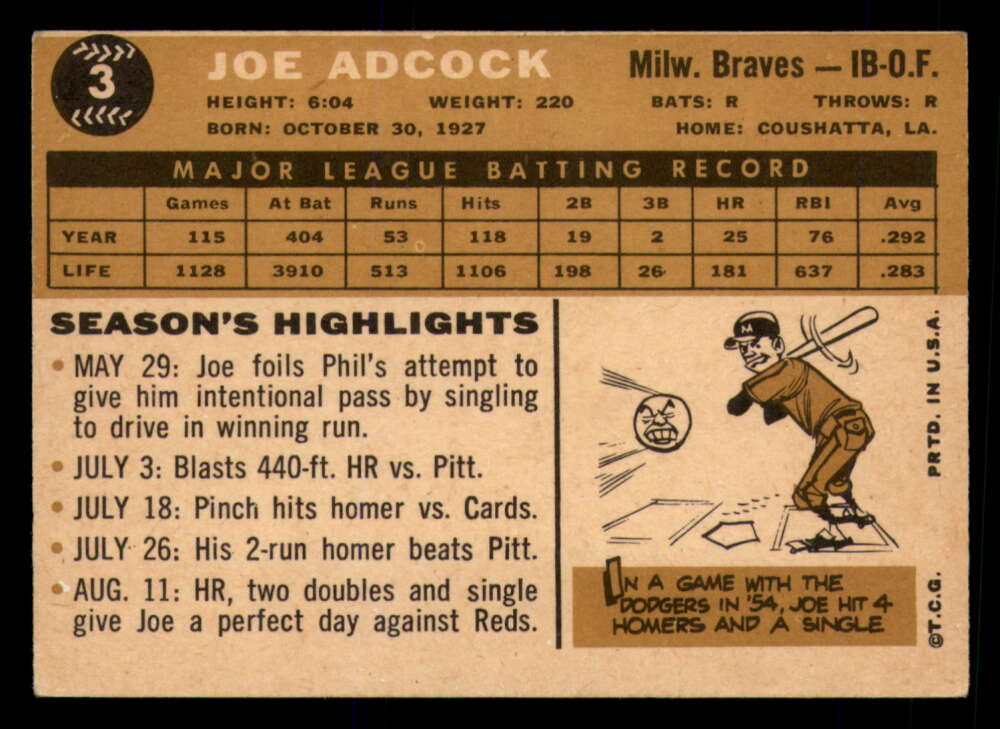 3
JOE ADCOCK
Milw. Braves — IB-O.F.
HEIGHT: 6:04 WEIGHT: 220 BATS: R THROWS: R
BORN: OCTOBER 30, 1927 HOME: COUSHATTA, LA.
MAJOR LEAGUE BATTING RECORD
Games At Bat Runs Hits 2B 3B HR RBI Avg
YEAR 115 404 53 118 19 2 25 76 .292
LIFE 1128 3910 513 1106 198 26 181 637 .283
SEASON'S HIGHLIGHTS
• MAY 29: Joe foils Phil's attempt to
give him intentional pass by singling
to drive in winning run.
• JULY 3: Blasts 440-ft. HR vs. Pitt.
• JULY 18: Pinch hits homer vs. Cards.
• JULY 26: His 2-run homer beats Pitt.
• AUG. 11: HR, two doubles and single
give Joe a perfect day against Reds.
M
IN A GAME WITH THE
DODGERS IN '54, JOE HIT 4
HOMERS AND A SINGLE
©T.C.G. PRTD. IN U.S.A.